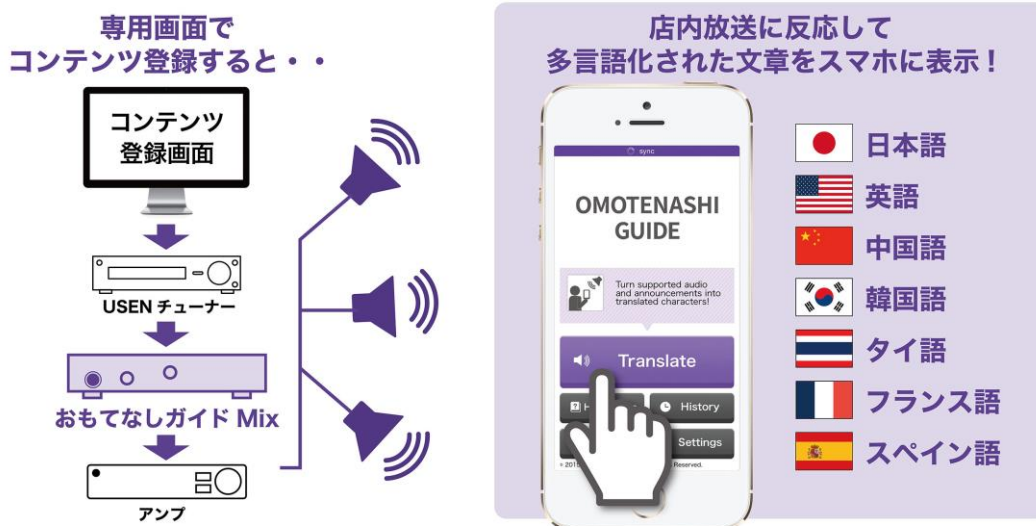 専用画面で
コンテンツ登録すると・・
コンテンツ
登録画面
USEN チューナー
おもてなしガイド Mix
アンプ
店内放送に反応して
多言語化された文章をスマホに表示！
sync
OMOTENASHI
GUIDE
Turn supported audio
and announcements into
translated characters!
Translate
History
Settings
Reserved.
日本語
英語
中国語
韓国語
タイ語
フランス語
スペイン語